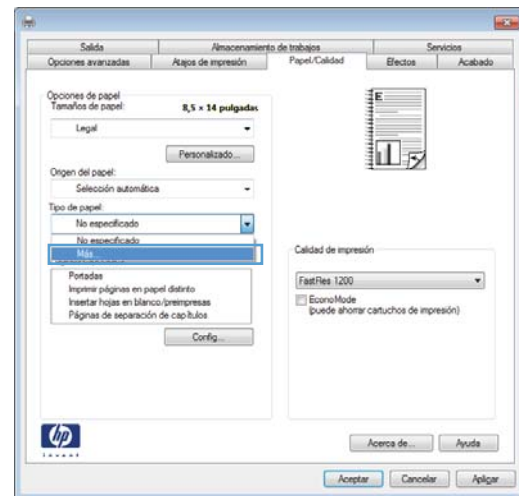 Salida Almacenamiento de trabajos Servicios
Opciones avanzadas Atajos de impresión Papel/Calidad Efectos Acabado
Opciones de papel
Tamaños de papel: 8,5 × 14 pulgadas
Legal
Personalizado...
Origen del papel:
Selección automática
Tipo de papel:
No especificado
No especificado
Más...
Portadas
Imprimir páginas en papel distinto
Insertar hojas en blanco/preimpresas
Páginas de separación de capítulos
Config...
E
Calidad de impresión
FastRes 1200
EconoMode
(puede ahorrar cartuchos de impresión)
hp
invent
Acerca de... Ayuda
Aceptar Cancelar Aplicar